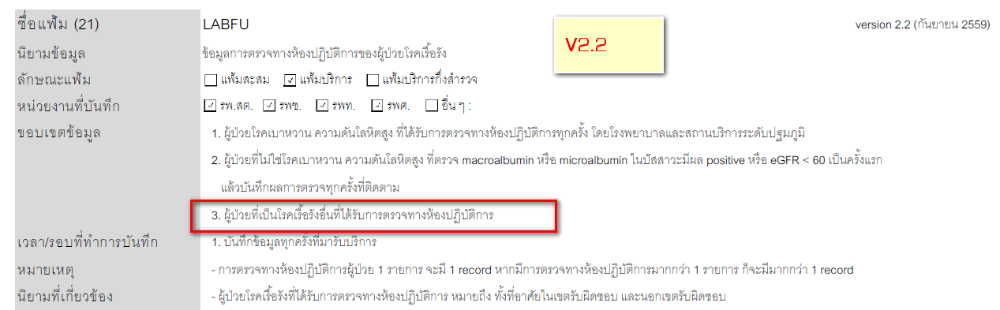 ชื่อแฟ้ม (21) LABFU version 2.2 (กันยายน 2559)
V2.2
นิยามข้อมูล ข้อมูลการตรวจทางห้องปฏิบัติการของผู้ป่วยโรคเรื้อรัง
ลักษณะแฟ้ม ☐ แฟ้มสะสม ☑ แฟ้มบริการ ☐ แฟ้มบริการกึ่งสำรวจ
หน่วยงานที่บันทึก ☑ รพ.สต. ☑ รพช. ☑ รพท. ☑ รพศ. ☐ อื่น ๆ :
ขอบเขตข้อมูล 1. ผู้ป่วยโรคเบาหวาน ความดันโลหิตสูง ที่ได้รับการตรวจทางห้องปฏิบัติการทุกครั้ง โดยโรงพยาบาลและสถานบริการระดับปฐมภูมิ
2. ผู้ป่วยที่ไม่ใช่โรคเบาหวาน ความดันโลหิตสูง ที่ตรวจ macroalbumin หรือ microalbumin ในปัสสาวะมีผล positive หรือ eGFR < 60 เป็นครั้งแรก
แล้วบันทึกผลการตรวจทุกครั้งที่ติดตาม
3. ผู้ป่วยที่เป็นโรคเรื้อรังอื่นที่ได้รับการตรวจทางห้องปฏิบัติการ
เวลา/รอบที่ทำการบันทึก 1. บันทึกข้อมูลทุกครั้งที่มารับบริการ
หมายเหตุ - การตรวจทางห้องปฏิบัติการผู้ป่วย 1 รายการ จะมี 1 record หากมีการตรวจทางห้องปฏิบัติการมากกว่า 1 รายการ ก็จะมีมากกว่า 1 record
นิยามที่เกี่ยวข้อง - ผู้ป่วยโรคเรื้อรังที่ได้รับการตรวจทางห้องปฏิบัติการ หมายถึง ทั้งที่อาศัยในเขตรับผิดชอบ และนอกเขตรับผิดชอบ